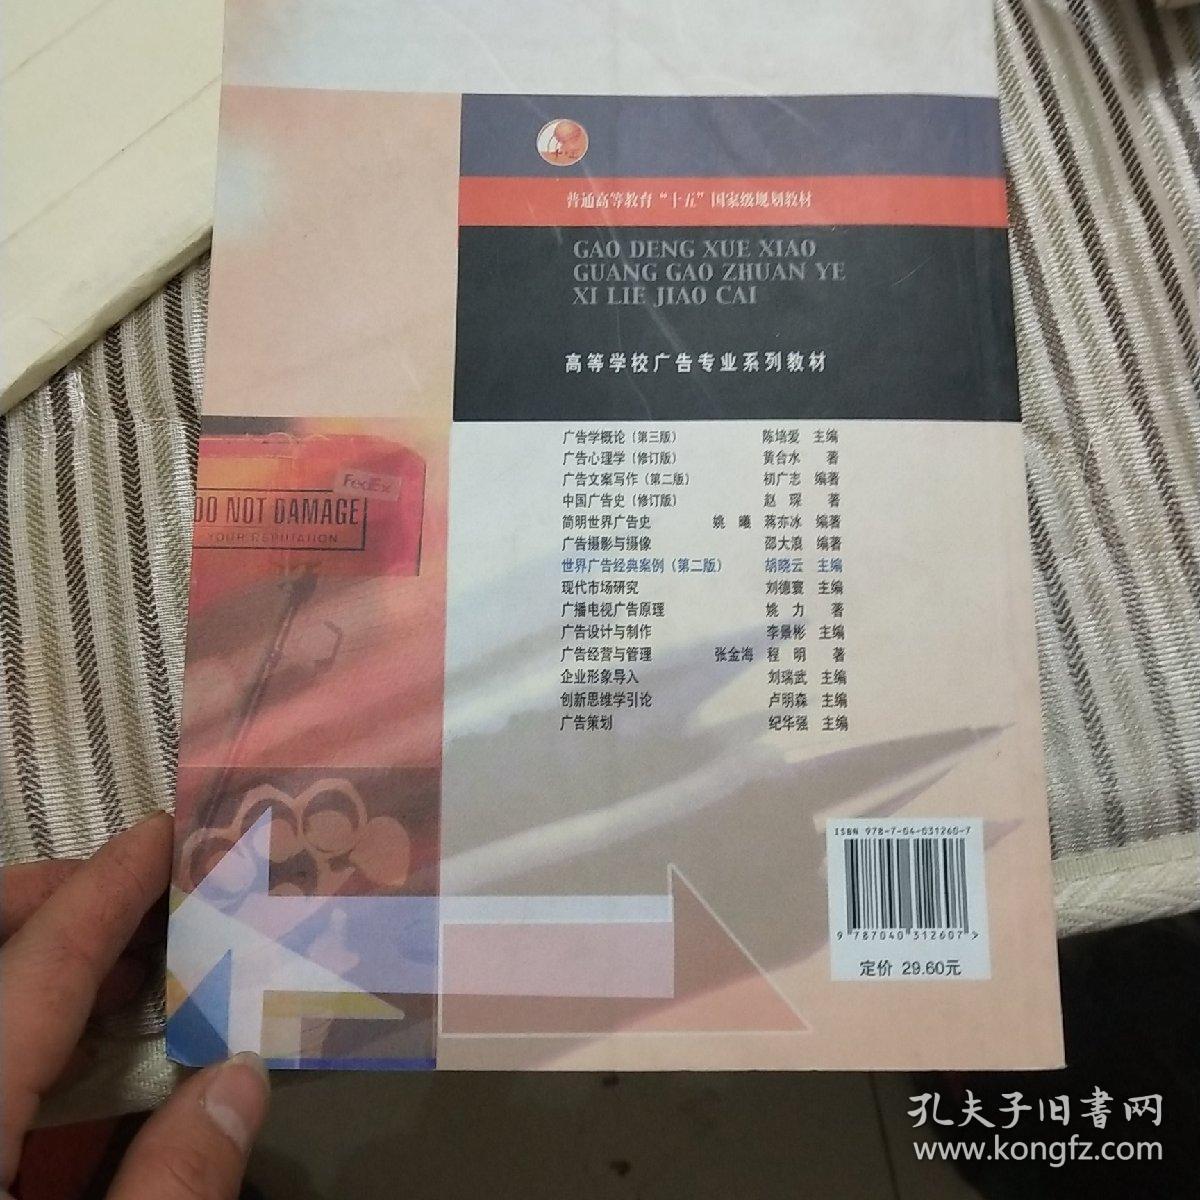 普通高等教育“十五”国家级规划教材
GAO DENG XUE XIAO
GUANG GAO ZHUAN YE
XI LIE JIAO CAI
高等学校广告专业系列教材
广告学概论（第三版） 陈培爱 主编
广告心理学（修订版） 黄合水 著
广告文案写作（第二版） 初广志 编著
中国广告史（修订版） 赵琛 著
简明世界广告史 姚曦 蒋亦冰 编著
广告摄影与摄像 邵大浪 编著
世界广告经典案例（第二版） 胡晓云 主编
现代市场研究 刘德寰 主编
广播电视广告原理 姚力 著
广告设计与制作 李景彬 主编
广告经营与管理 张金海 程明 著
企业形象导入 刘瑞武 主编
创新思维学引论 卢明森 主编
广告策划 纪华强 主编
FedEx
DO NOT DAMAGE
YOUR REPUTATION
ISBN 978-7-04-031260-7
9 787040 312607 >
定价 29.60元
孔夫子旧書网
www.kongfz.com